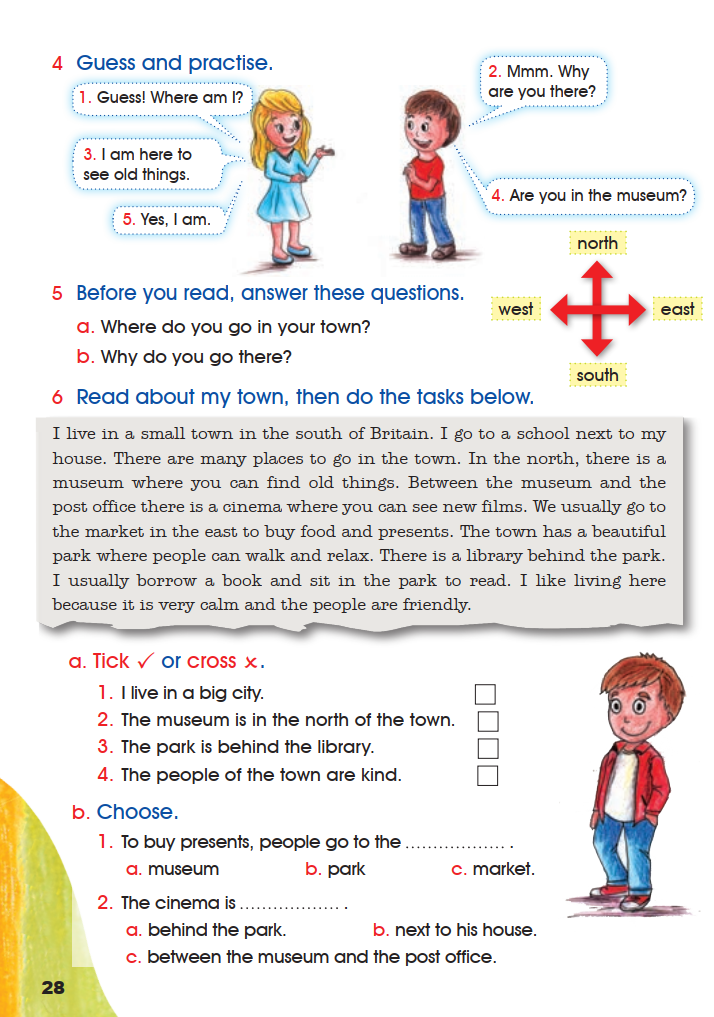 4 Guess and practise.
1. Guess! Where am I?
2. Mmm. Why
are you there?
3. I am here to
see old things.
4. Are you in the museum?
5. Yes, I am.
north
west
east
south
5 Before you read, answer these questions.
a. Where do you go in your town?
b. Why do you go there?
6 Read about my town, then do the tasks below.
I live in a small town in the south of Britain. I go to a school next to my
house. There are many places to go in the town. In the north, there is a
museum where you can find old things. Between the museum and the
post office there is a cinema where you can see new films. We usually go to
the market in the east to buy food and presents. The town has a beautiful
park where people can walk and relax. There is a library behind the park.
I usually borrow a book and sit in the park to read. I like living here
because it is very calm and the people are friendly.
a. Tick ✓ or cross x.
1. I live in a big city.
2. The museum is in the north of the town.
3. The park is behind the library.
4. The people of the town are kind.
b. Choose.
1. To buy presents, people go to the .................. .
a. museum b. park c. market.
2. The cinema is .................. .
a. behind the park. b. next to his house.
c. between the museum and the post office.
28